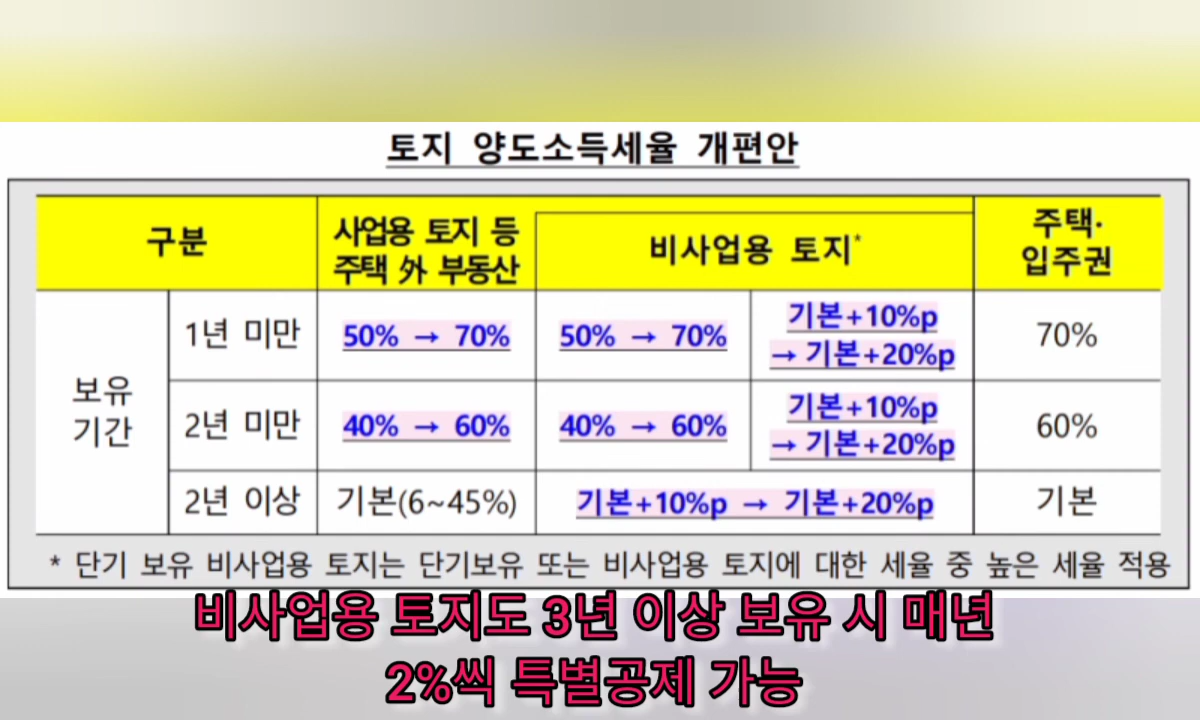 토지 양도소득세율 개편안
구분
사업용 토지 등
주택 外 부동산
비사업용 토지*
주택·
입주권
보유
기간
1년 미만
50% → 70%
50% → 70%
기본+10%p
→ 기본+20%p
70%
2년 미만
40% → 60%
40% → 60%
기본+10%p
→ 기본+20%p
60%
2년 이상
기본(6~45%)
기본+10%p → 기본+20%p
기본
* 단기 보유 비사업용 토지는 단기보유 또는 비사업용 토지에 대한 세율 중 높은 세율 적용
비사업용 토지도 3년 이상 보유 시 매년
2%씩 특별공제 가능